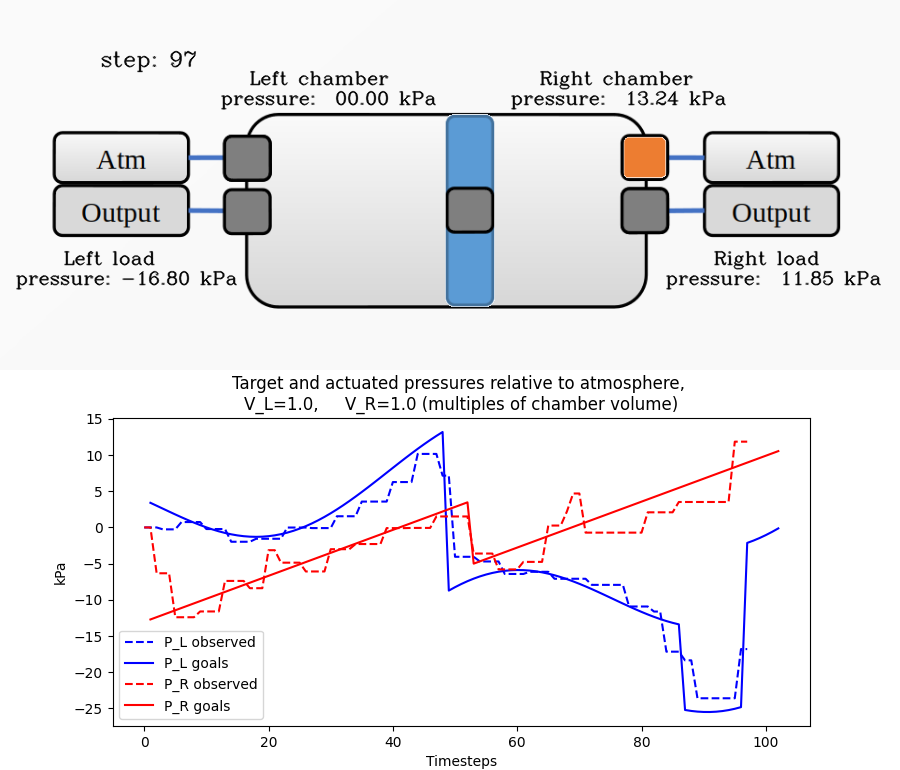 step: 97
Left chamber
pressure: 00.00 kPa
Right chamber
pressure: 13.24 kPa
Atm
Output
Atm
Output
Left load
pressure: −16.80 kPa
Right load
pressure: 11.85 kPa
Target and actuated pressures relative to atmosphere,
V_L=1.0, V_R=1.0 (multiples of chamber volume)
15
10
5
0
−5
−10
−15
−20
−25
kPa
P_L observed
P_L goals
P_R observed
P_R goals
0 20 40 60 80 100
Timesteps